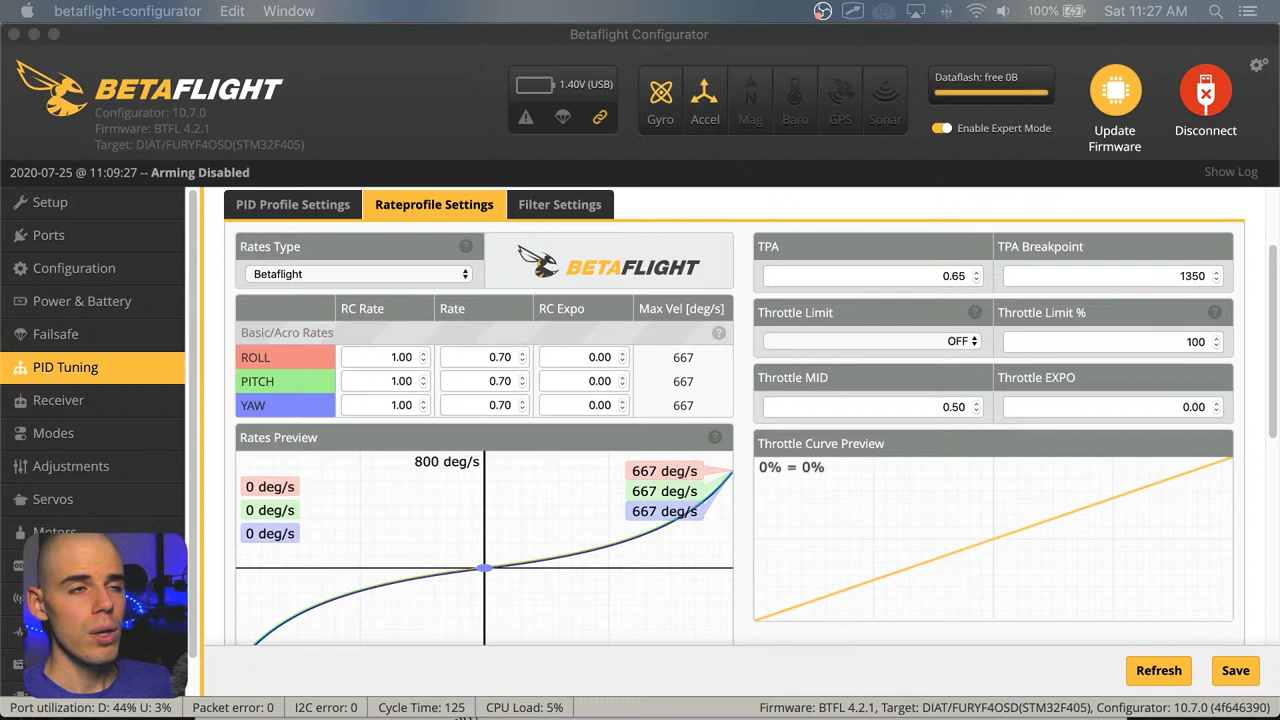 betaflight-configurator Edit Window
100% Sat 11:27 AM
Betaflight Configurator
BETAFLIGHT
Configurator: 10.7.0
Firmware: BTFL 4.2.1
Target: DIAT/FURYF4OSD(STM32F405)
1.40V (USB)
Gyro Accel Mag Baro GPS Sonar
Dataflash: free 0B
Enable Expert Mode
Update Firmware
Disconnect
2020-07-25 @ 11:09:27 -- Arming Disabled
Show Log
Setup
Ports
Configuration
Power & Battery
Failsafe
PID Tuning
Receiver
Modes
Adjustments
Servos
Motors
PID Profile Settings Rateprofile Settings Filter Settings
Rates Type
Betaflight
BETAFLIGHT
RC Rate Rate RC Expo Max Vel [deg/s]
Basic/Acro Rates
ROLL 1.00 0.70 0.00 667
PITCH 1.00 0.70 0.00 667
YAW 1.00 0.70 0.00 667
Rates Preview
800 deg/s
0 deg/s
0 deg/s
0 deg/s
667 deg/s
667 deg/s
667 deg/s
TPA TPA Breakpoint
0.65 1350
Throttle Limit Throttle Limit %
OFF 100
Throttle MID Throttle EXPO
0.50 0.00
Throttle Curve Preview
0% = 0%
Refresh Save
Port utilization: D: 44% U: 3% Packet error: 0 I2C error: 0 Cycle Time: 125 CPU Load: 5% Firmware: BTFL 4.2.1, Target: DIAT/FURYF4OSD(STM32F405), Configurator: 10.7.0 (4f646390)